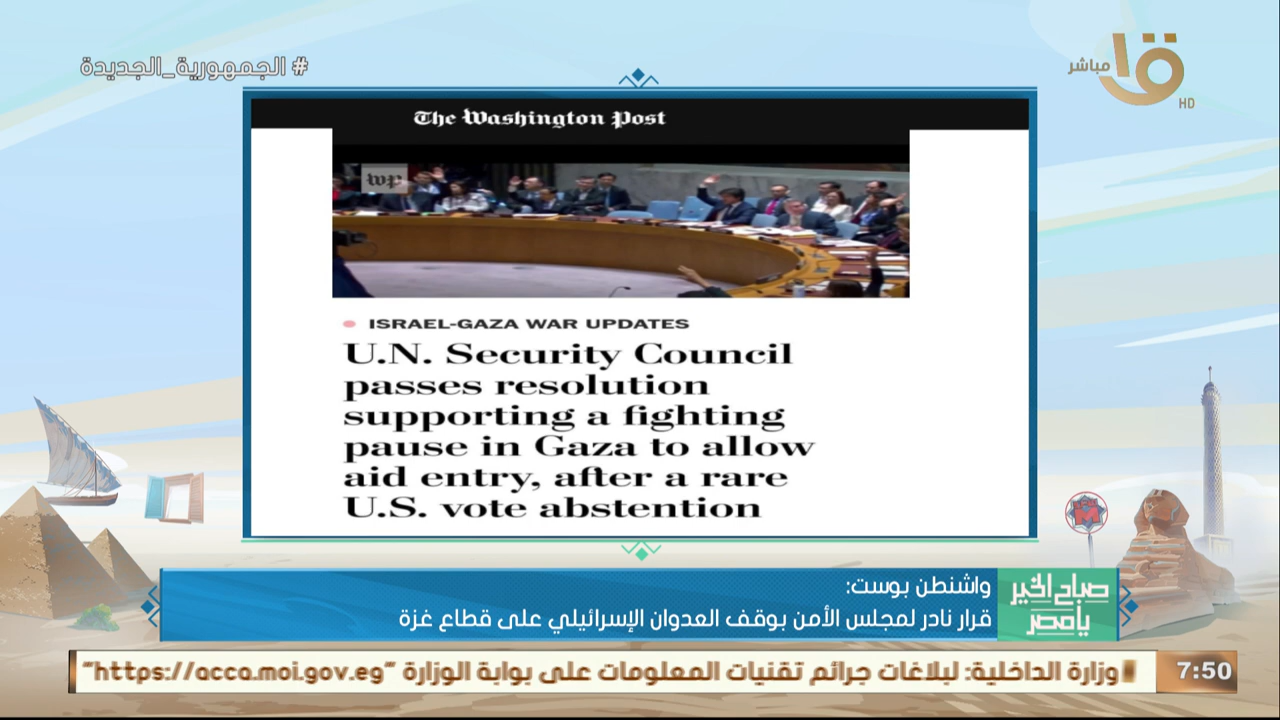 # الجمهورية_الجديدة
مباشر
HD
The Washington Post
wp
ISRAEL-GAZA WAR UPDATES
U.N. Security Council
passes resolution
supporting a fighting
pause in Gaza to allow
aid entry, after a rare
U.S. vote abstention
صباح الخير
يا مصر
واشنطن بوست:
قرار نادر لمجلس الأمن بوقف العدوان الإسرائيلي على قطاع غزة
7:50
وزارة الداخلية: لبلاغات جرائم تقنيات المعلومات على بوابة الوزارة "https://acca.moi.gov.eg"